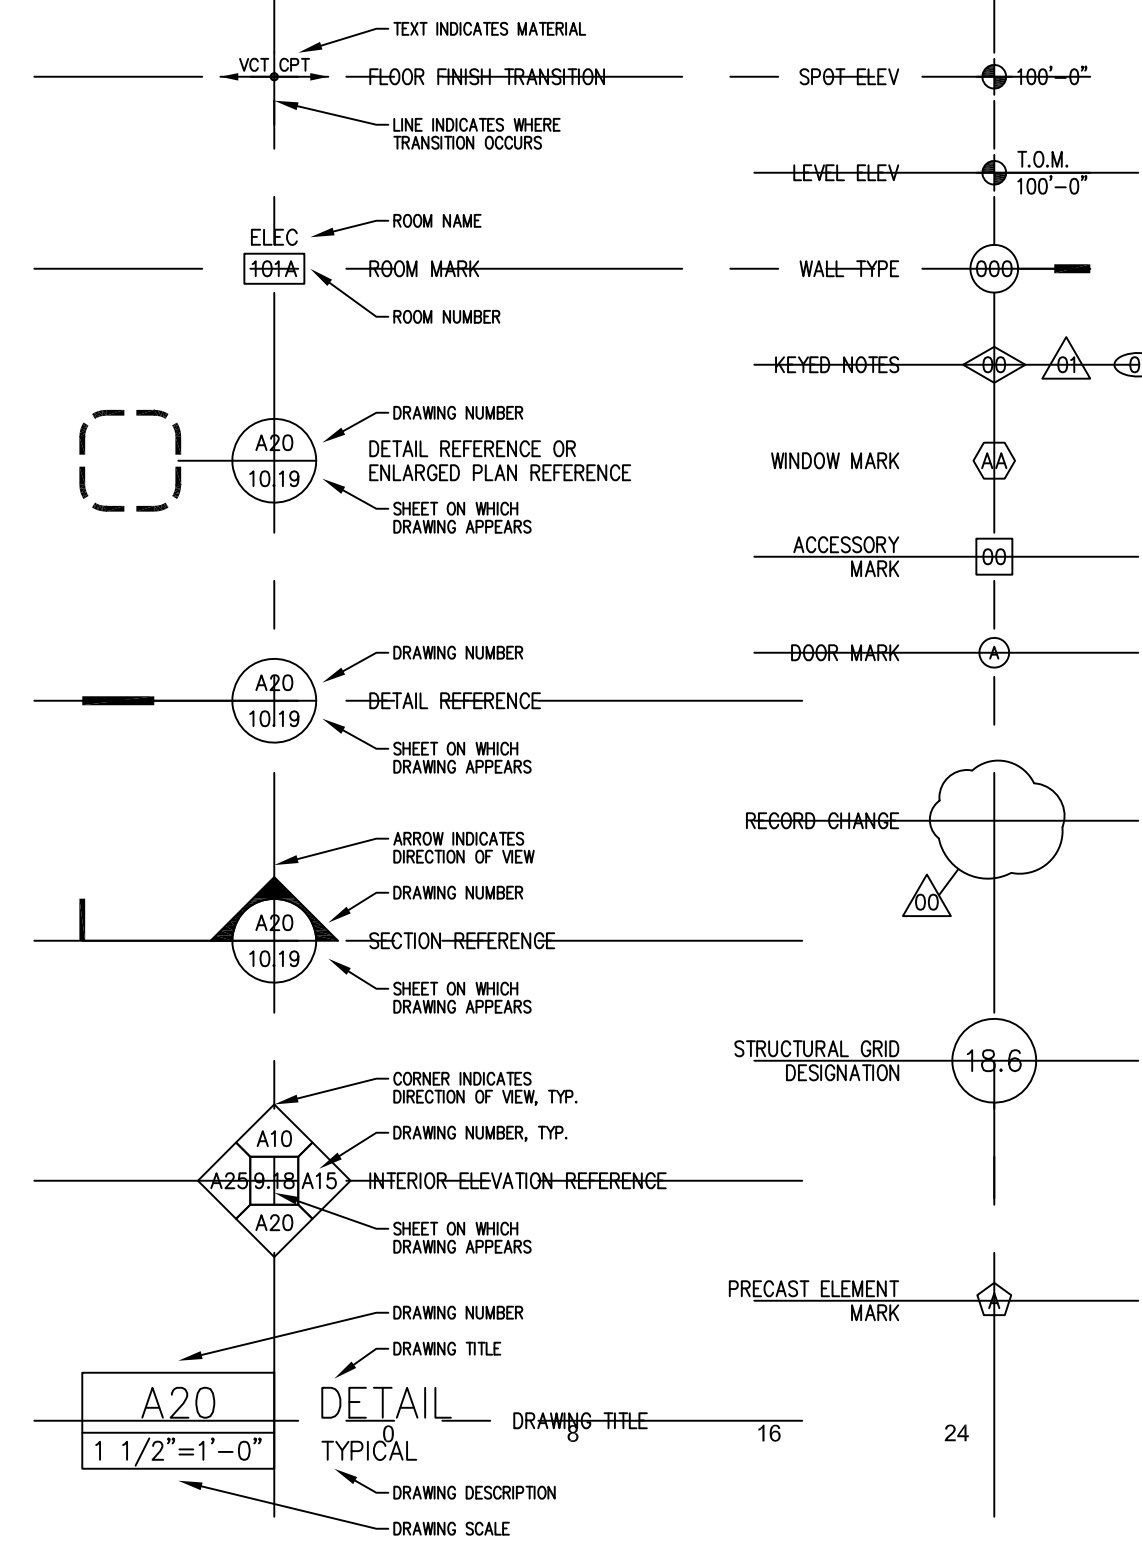 TEXT INDICATES MATERIAL
VCT CPT
FLOOR FINISH TRANSITION
LINE INDICATES WHERE
TRANSITION OCCURS
ROOM NAME
ELEC
101A
ROOM MARK
ROOM NUMBER
DRAWING NUMBER
A20
10.19
DETAIL REFERENCE OR
ENLARGED PLAN REFERENCE
SHEET ON WHICH
DRAWING APPEARS
DRAWING NUMBER
A20
10.19
DETAIL REFERENCE
SHEET ON WHICH
DRAWING APPEARS
ARROW INDICATES
DIRECTION OF VIEW
DRAWING NUMBER
A20
10.19
SECTION REFERENCE
SHEET ON WHICH
DRAWING APPEARS
CORNER INDICATES
DIRECTION OF VIEW, TYP.
DRAWING NUMBER, TYP.
A10
A25 9.18 A15
A20
INTERIOR ELEVATION REFERENCE
SHEET ON WHICH
DRAWING APPEARS
DRAWING NUMBER
DRAWING TITLE
A20
1 1/2"=1'-0"
DETAIL
TYPICAL
DRAWING TITLE
DRAWING DESCRIPTION
DRAWING SCALE
0 8 16 24
SPOT ELEV
100'-0"
LEVEL ELEV
T.O.M.
100'-0"
WALL TYPE
000
KEYED NOTES
00 01
WINDOW MARK
AA
ACCESSORY
MARK
00
DOOR MARK
A
RECORD CHANGE
00
STRUCTURAL GRID
DESIGNATION
18.6
PRECAST ELEMENT
MARK
A